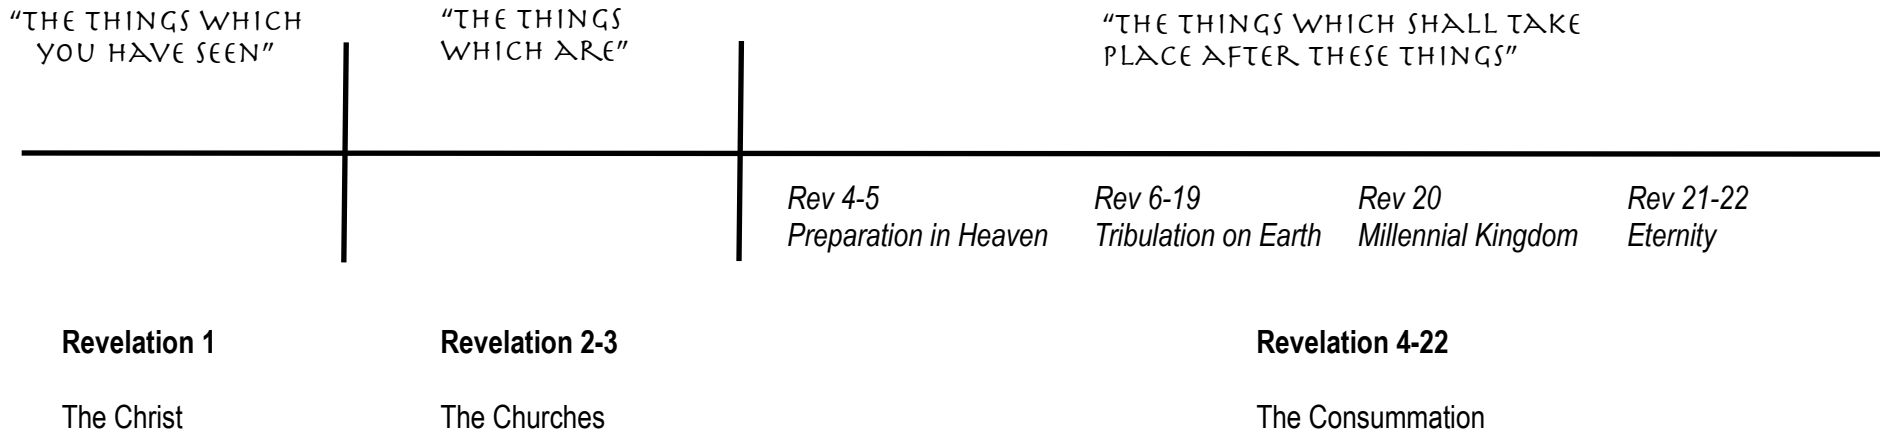 "THE THINGS WHICH
YOU HAVE SEEN"
"THE THINGS
WHICH ARE"
"THE THINGS WHICH SHALL TAKE
PLACE AFTER THESE THINGS"
Rev 4-5
Preparation in Heaven
Rev 6-19
Tribulation on Earth
Rev 20
Millennial Kingdom
Rev 21-22
Eternity
Revelation 1
The Christ
Revelation 2-3
The Churches
Revelation 4-22
The Consummation